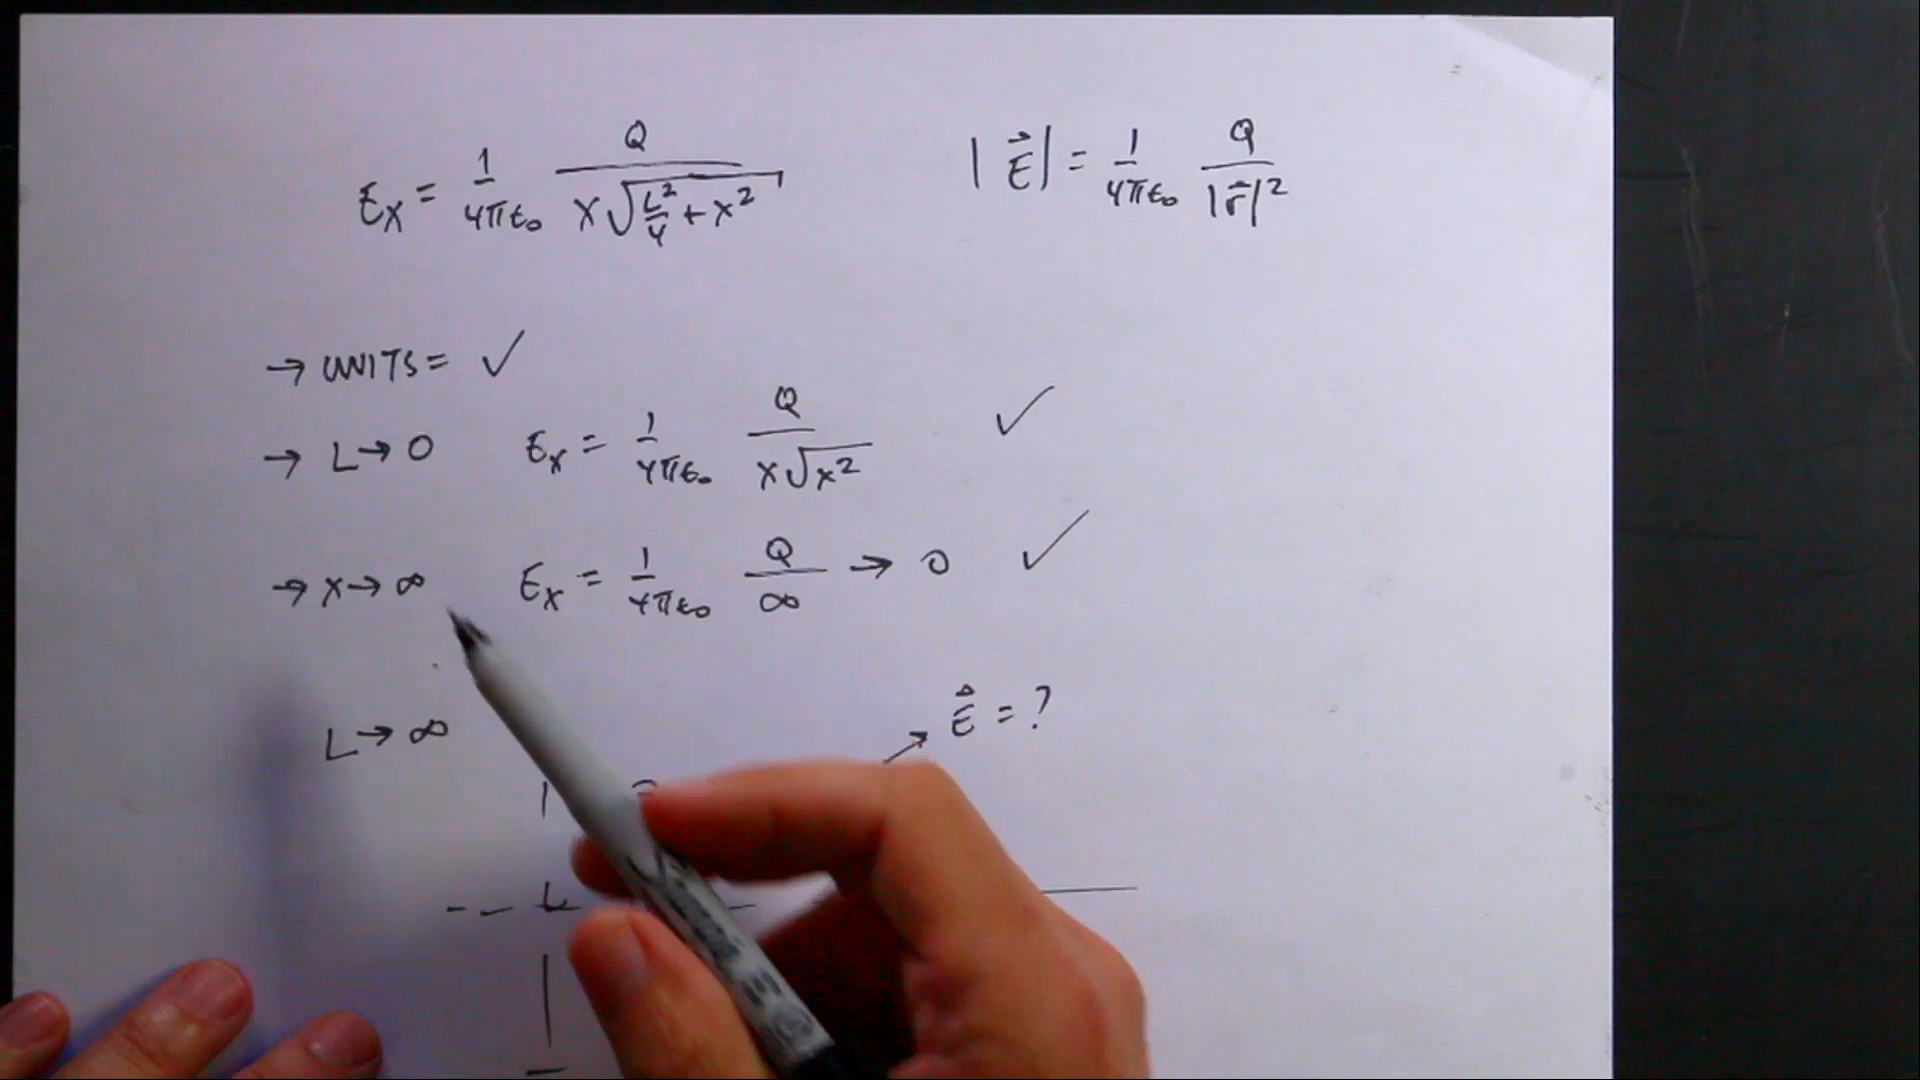 Ex = 1/4πε₀ Q/x√(L²/4 + x²)
|E⃗| = 1/4πε₀ Q/|r⃗|²
→ UNITS = ✓
→ L → 0 Ex = 1/4πε₀ Q/x√x² ✓
→ x → ∞ Ex = 1/4πε₀ Q/∞ → 0 ✓
E⃗ = ?
L → ∞